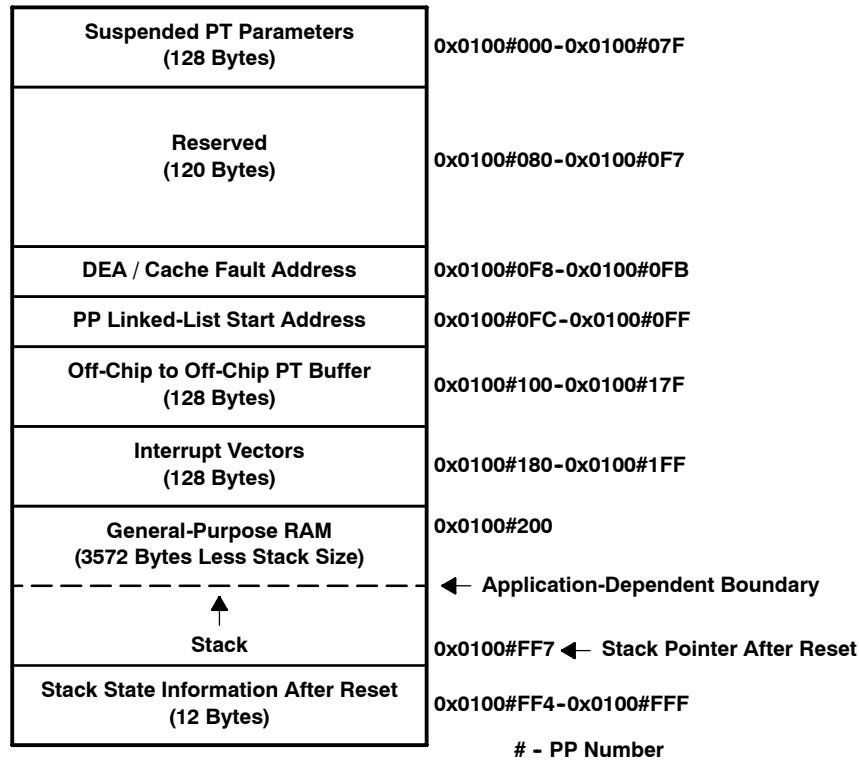 Suspended PT Parameters
(128 Bytes)
0x0100#000-0x0100#07F
Reserved
(120 Bytes)
0x0100#080-0x0100#0F7
DEA / Cache Fault Address
0x0100#0F8-0x0100#0FB
PP Linked-List Start Address
0x0100#0FC-0x0100#0FF
Off-Chip to Off-Chip PT Buffer
(128 Bytes)
0x0100#100-0x0100#17F
Interrupt Vectors
(128 Bytes)
0x0100#180-0x0100#1FF
General-Purpose RAM
(3572 Bytes Less Stack Size)
0x0100#200
Application-Dependent Boundary
Stack
0x0100#FF7
Stack Pointer After Reset
Stack State Information After Reset
(12 Bytes)
0x0100#FF4-0x0100#FFF
# - PP Number